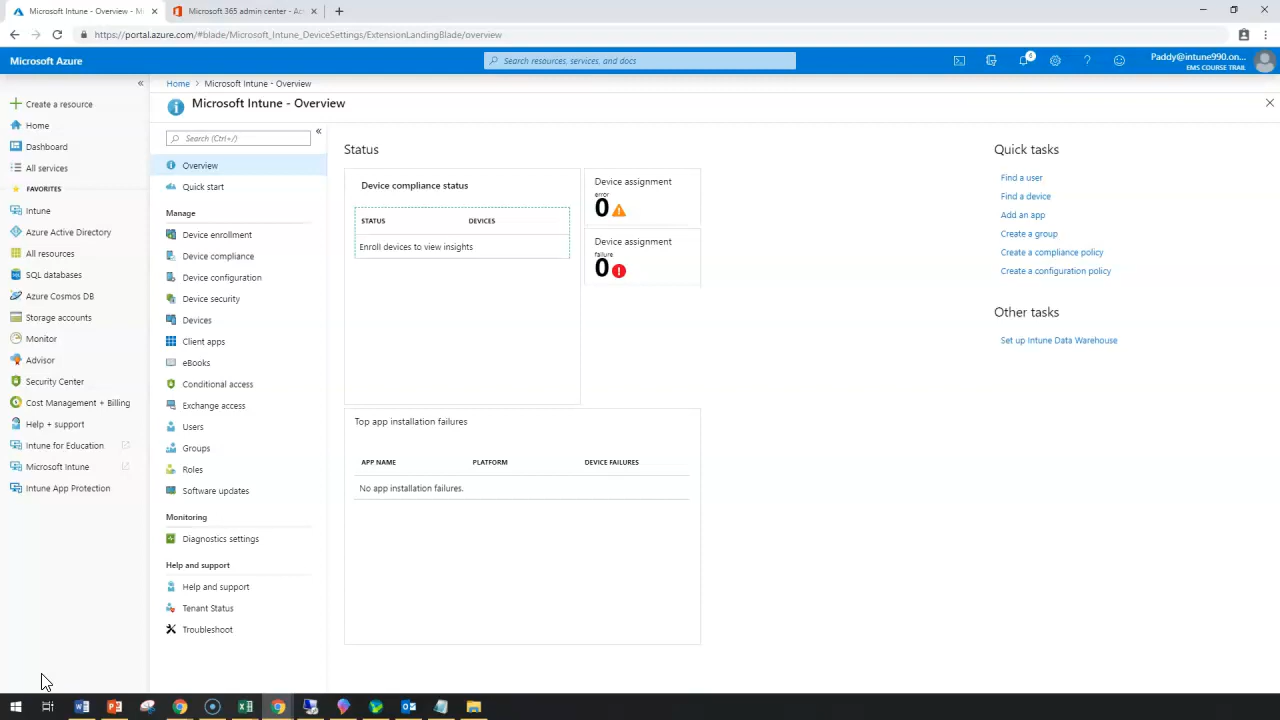 Microsoft Intune - Overview - Mi
Microsoft 365 admin center - Ac
https://portal.azure.com/#blade/Microsoft_Intune_DeviceSettings/ExtensionLandingBlade/overview
Microsoft Azure
Search resources, services, and docs
6
Paddy@intune990.on...
EMS COURSE TRAIL
Create a resource
Home
Dashboard
All services
FAVORITES
Intune
Azure Active Directory
All resources
SQL databases
Azure Cosmos DB
Storage accounts
Monitor
Advisor
Security Center
Cost Management + Billing
Help + support
Intune for Education
Microsoft Intune
Intune App Protection
Home > Microsoft Intune - Overview
Microsoft Intune - Overview
Search (Ctrl+/)
Overview
Quick start
Manage
Device enrollment
Device compliance
Device configuration
Device security
Devices
Client apps
eBooks
Conditional access
Exchange access
Users
Groups
Roles
Software updates
Monitoring
Diagnostics settings
Help and support
Help and support
Tenant Status
Troubleshoot
Status
Device compliance status
STATUS DEVICES
Enroll devices to view insights
Device assignment
error
0
Device assignment
failure
0
Top app installation failures
APP NAME PLATFORM DEVICE FAILURES
No app installation failures.
Quick tasks
Find a user
Find a device
Add an app
Create a group
Create a compliance policy
Create a configuration policy
Other tasks
Set up Intune Data Warehouse